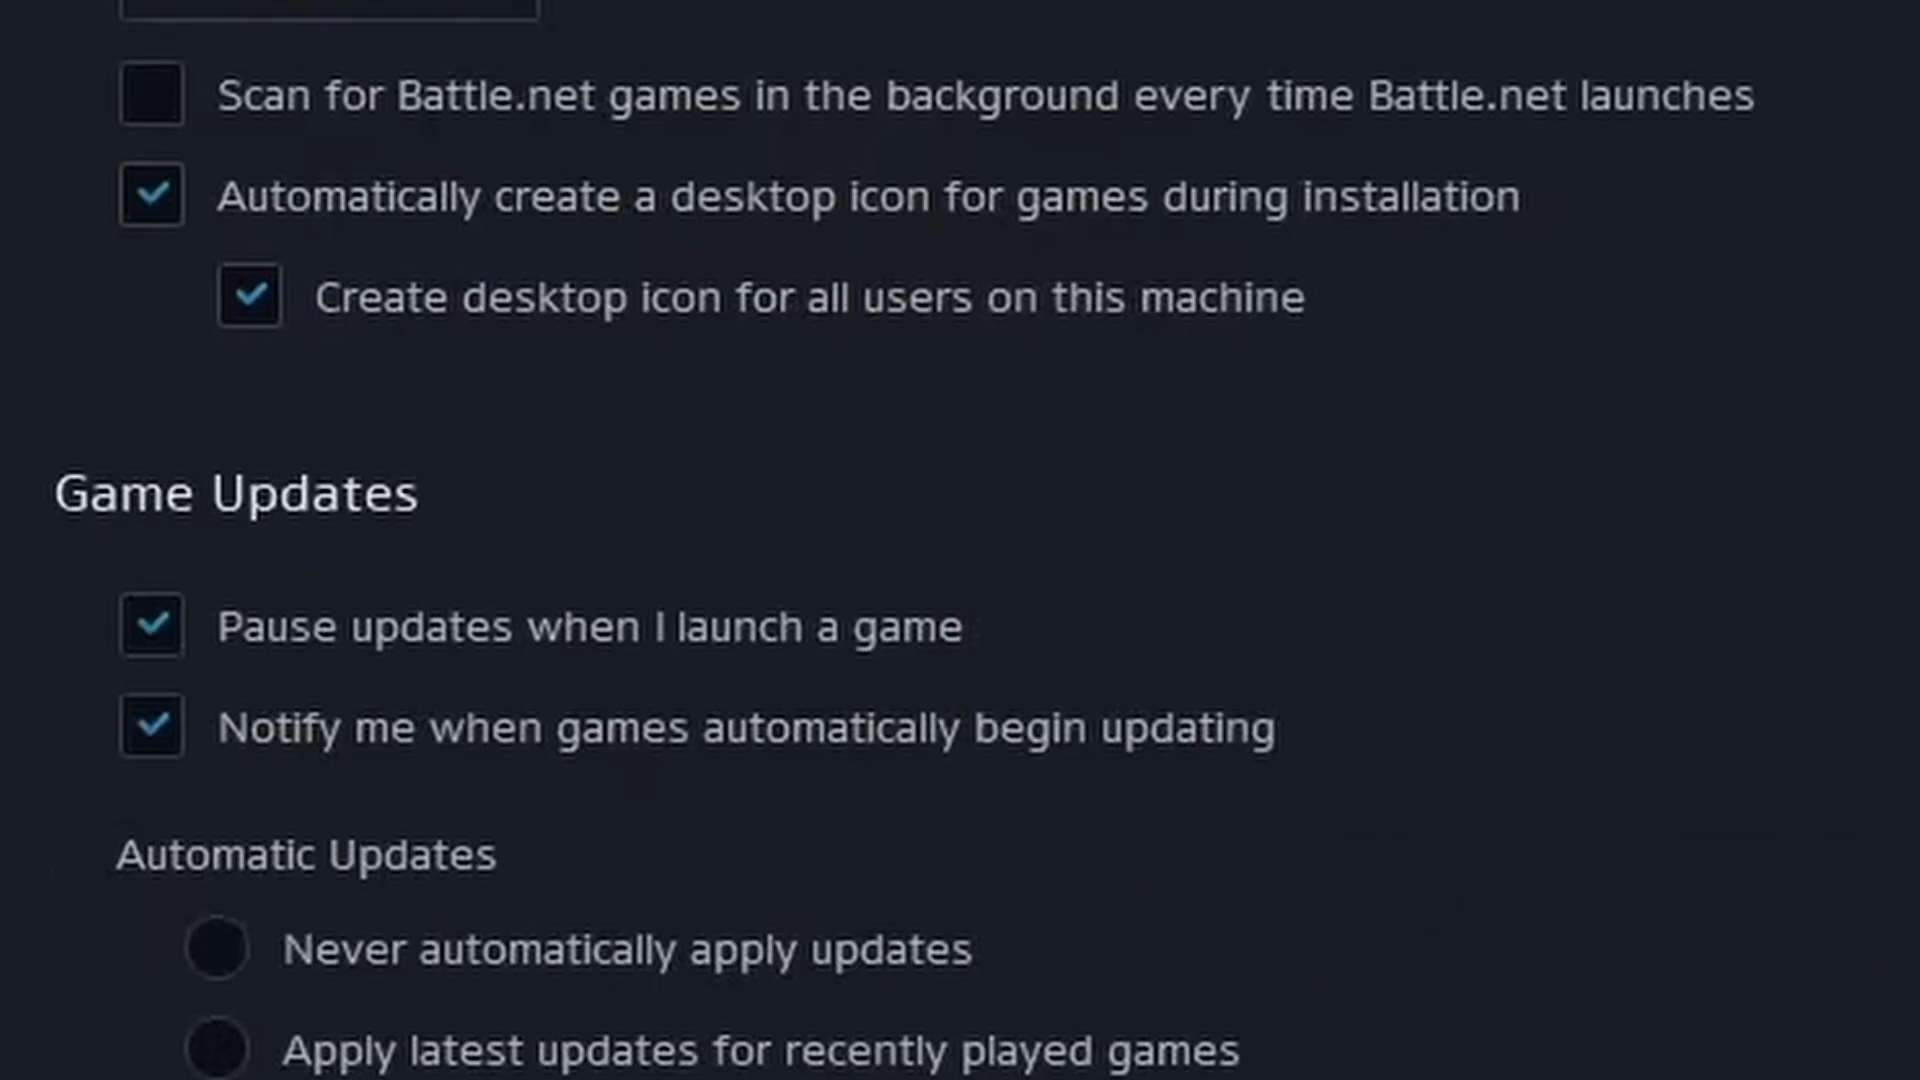 Scan for Battle.net games in the background every time Battle.net launches
Automatically create a desktop icon for games during installation
Create desktop icon for all users on this machine
Game Updates
Pause updates when I launch a game
Notify me when games automatically begin updating
Automatic Updates
Never automatically apply updates
Apply latest updates for recently played games